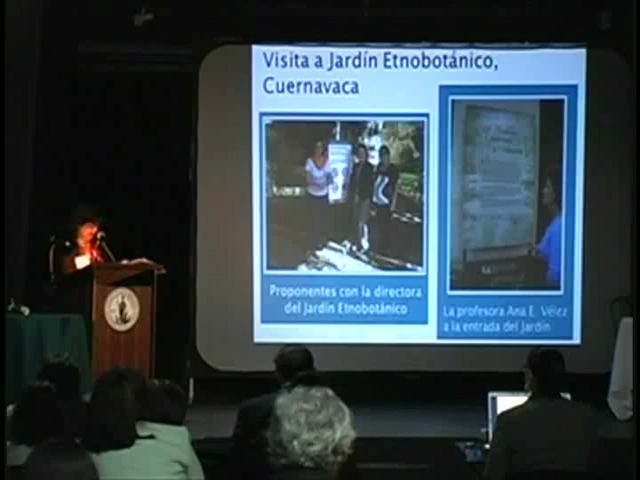 Visita a Jardín Etnobotánico,
Cuernavaca
Proponentes con la directora
del Jardín Etnobotánico
La profesora Ana E. Vélez
a la entrada del Jardín